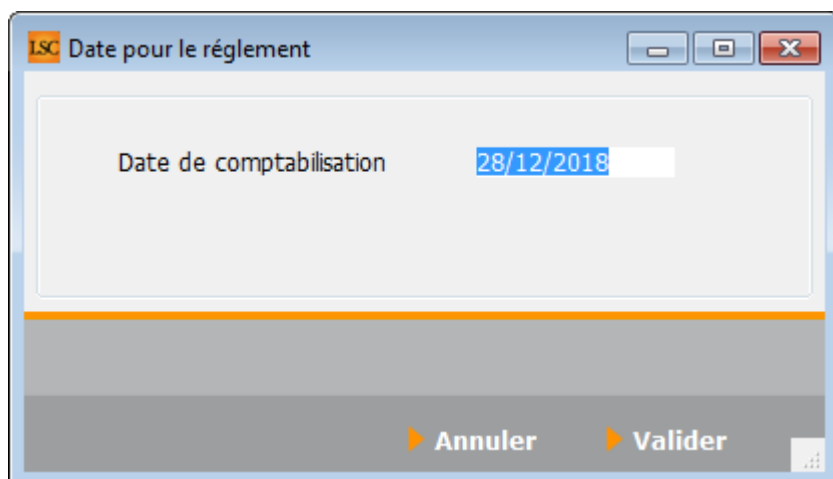 LSC Date pour le réglement
Date de comptabilisation 28/12/2018
Annuler Valider